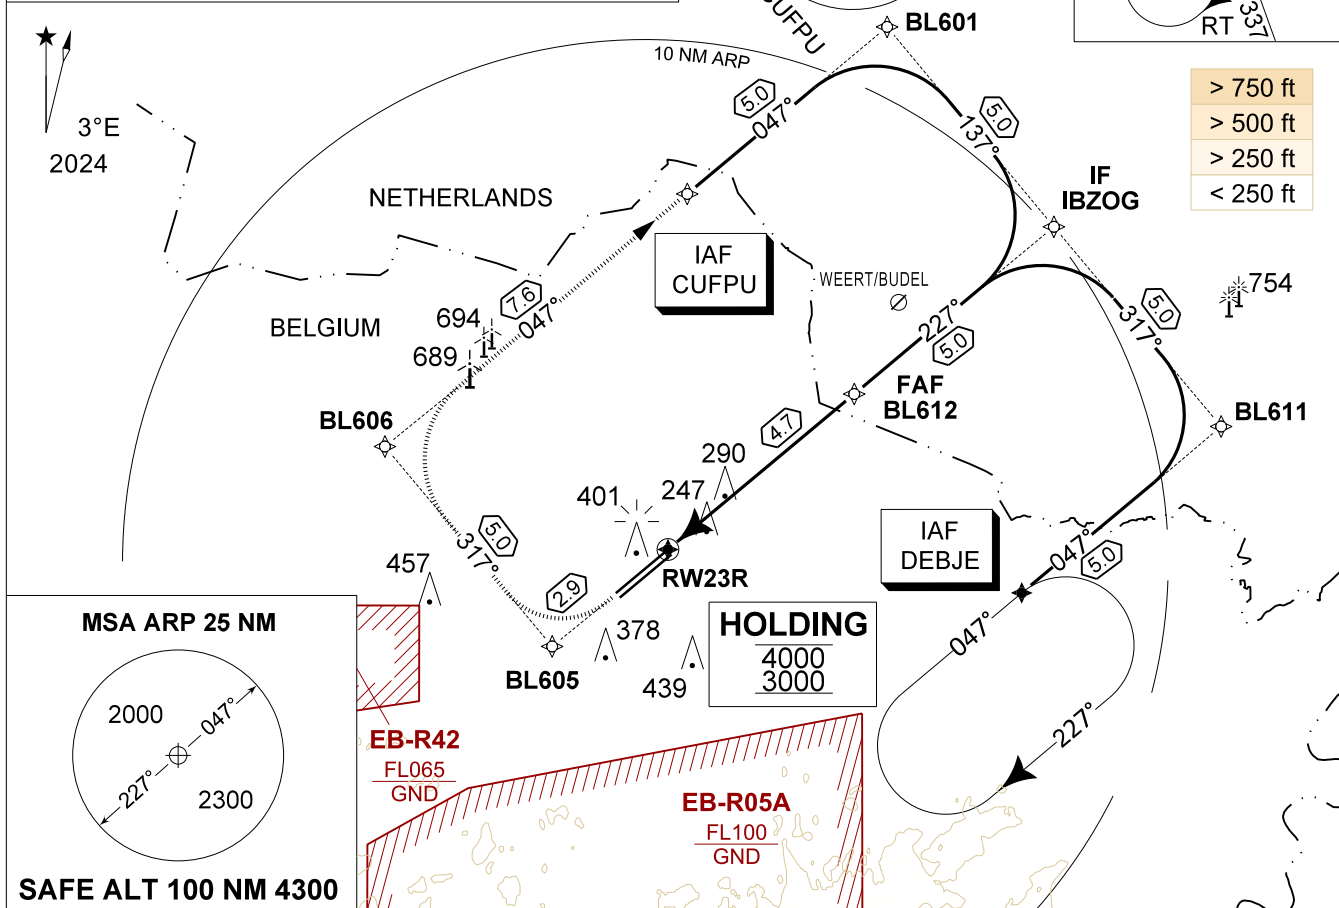 CUFPU
BL601
337°
RT
10 NM ARP
> 750 ft
> 500 ft
> 250 ft
< 250 ft
3°E
2024
5.0
047°
5.0
137°
IF
IBZOG
NETHERLANDS
IAF
CUFPU
WEERT/BUDEL
754
BELGIUM
694
689
7.6
047°
227°
5.0
5.0
317°
FAF
BL612
BL606
BL611
4.7
290
247
401
IAF
DEBJE
5.0
317°
047°
5.0
457
RW23R
2.9
378
439
BL605
HOLDING
4000
3000
047°
227°
MSA ARP 25 NM
2000
047°
227°
2300
SAFE ALT 100 NM 4300
EB-R42
FL065
GND
EB-R05A
FL100
GND